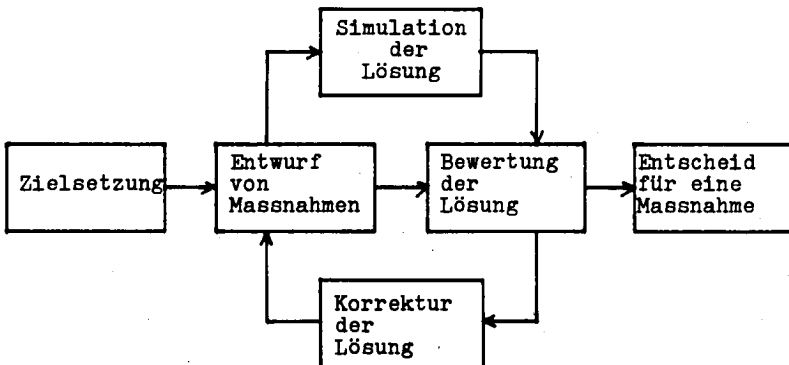 Simulation
der
Lösung
Zielsetzung
Entwurf
von
Massnahmen
Bewertung
der
Lösung
Entscheid
für eine
Massnahme
Korrektur
der
Lösung